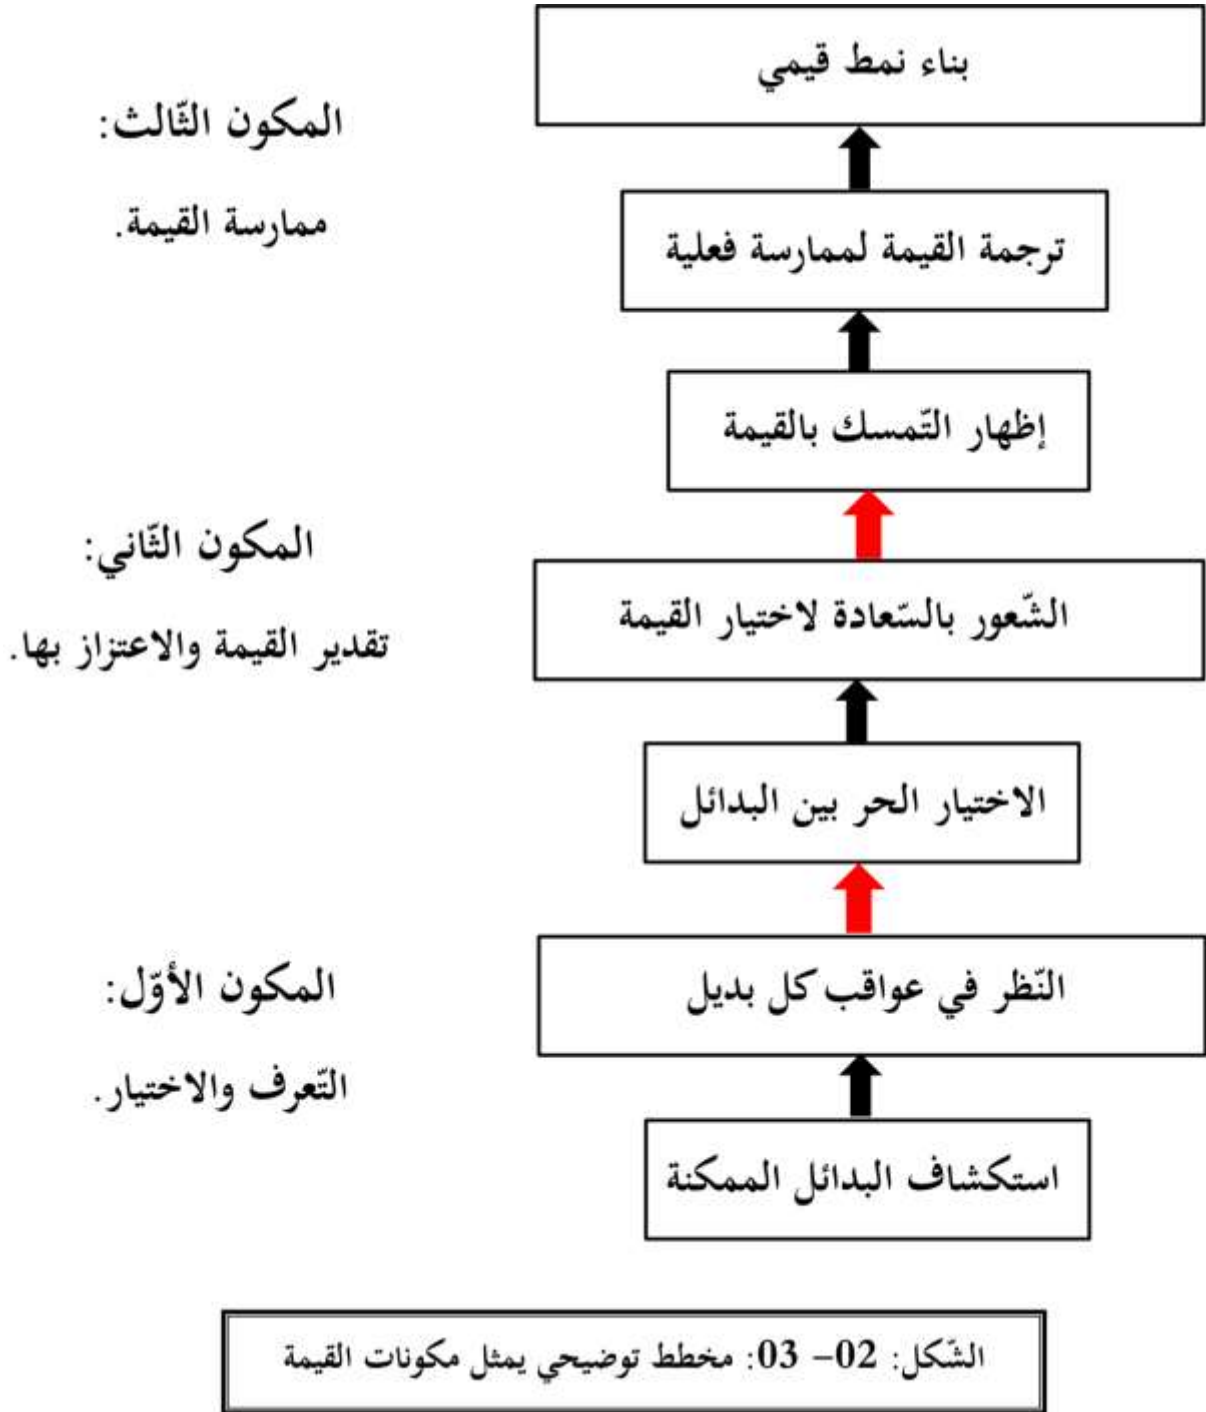 بناء نمط قيمي
المكون الثّالث:
ترجمة القيمة لممارسة فعلية
ممارسة القيمة.
إظهار التّمسك بالقيمة
المكون الثّاني:
الشّعور بالسّعادة لاختيار القيمة
تقدير القيمة والاعتزاز بها.
الاختيار الحر بين البدائل
النّظر في عواقب كل بديل
المكون الأوّل:
التّعرف والاختيار.
استكشاف البدائل الممكنة
الشّكل: 02– 03: مخطط توضيحي يمثل مكونات القيمة